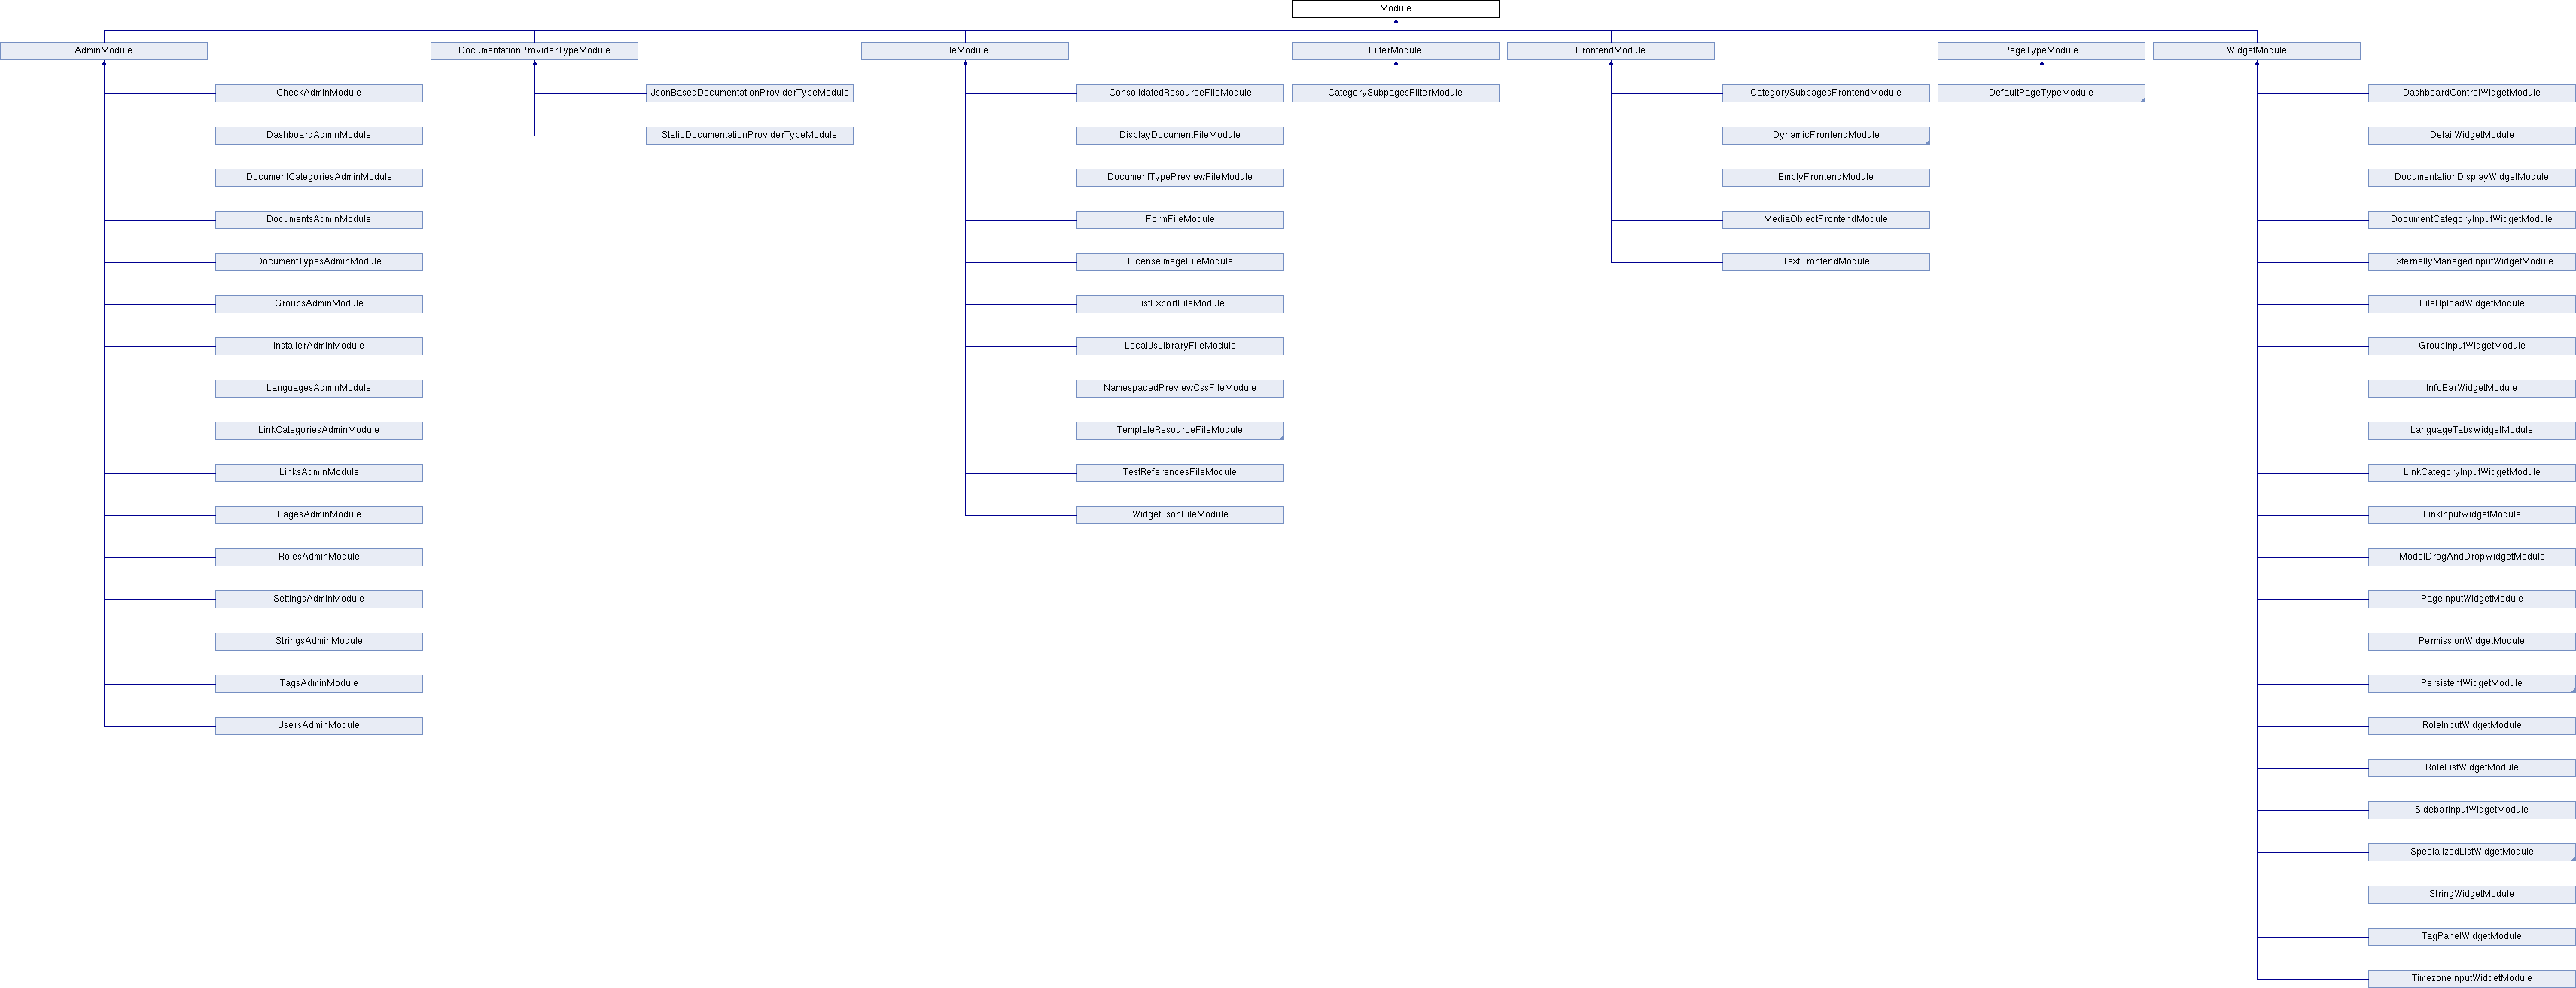 Module
AdminModule
DocumentationProviderTypeModule
FileModule
FilterModule
FrontendModule
PageTypeModule
WidgetModule
CheckAdminModule
DashboardAdminModule
DocumentCategoriesAdminModule
DocumentsAdminModule
DocumentTypesAdminModule
GroupsAdminModule
InstallerAdminModule
LanguagesAdminModule
LinkCategoriesAdminModule
LinksAdminModule
PagesAdminModule
RolesAdminModule
SettingsAdminModule
StringsAdminModule
TagsAdminModule
UsersAdminModule
JsonBasedDocumentationProviderTypeModule
StaticDocumentationProviderTypeModule
ConsolidatedResourceFileModule
DisplayDocumentFileModule
DocumentTypePreviewFileModule
FormFileModule
LicenseImageFileModule
ListExportFileModule
LocalJsLibraryFileModule
NamespacedPreviewCssFileModule
TemplateResourceFileModule
TestReferencesFileModule
WidgetJsonFileModule
CategorySubpagesFilterModule
CategorySubpagesFrontendModule
DynamicFrontendModule
EmptyFrontendModule
MediaObjectFrontendModule
TextFrontendModule
DefaultPageTypeModule
DashboardControlWidgetModule
DetailWidgetModule
DocumentationDisplayWidgetModule
DocumentCategoryInputWidgetModule
ExternallyManagedInputWidgetModule
FileUploadWidgetModule
GroupInputWidgetModule
InfoBarWidgetModule
LanguageTabsWidgetModule
LinkCategoryInputWidgetModule
LinkInputWidgetModule
ModelDragAndDropWidgetModule
PageInputWidgetModule
PermissionWidgetModule
PersistentWidgetModule
RoleInputWidgetModule
RoleListWidgetModule
SidebarInputWidgetModule
SpecializedListWidgetModule
StringWidgetModule
TagPanelWidgetModule
TimezoneInputWidgetModule